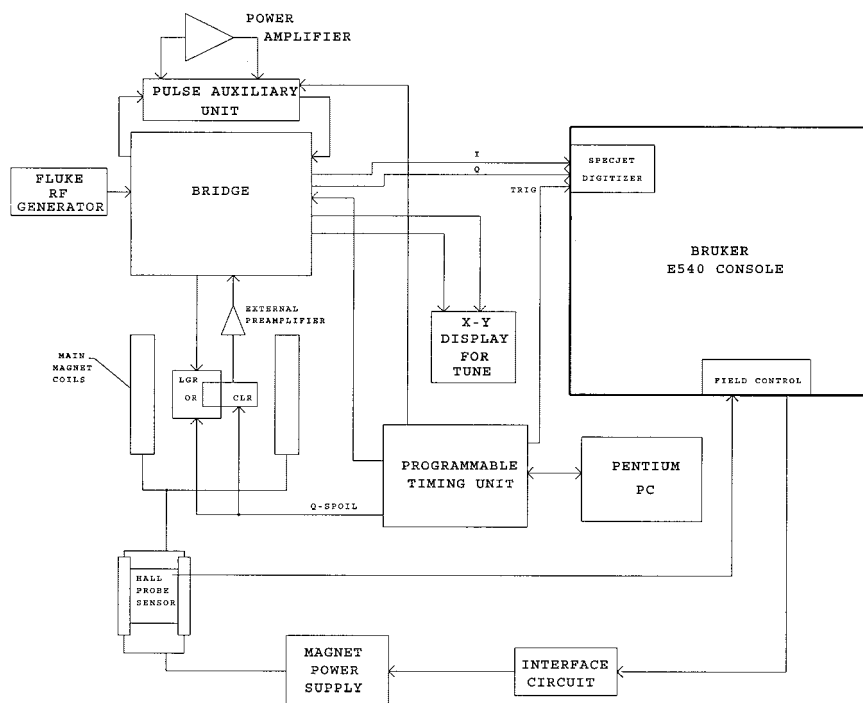 POWER
AMPLIFIER
PULSE AUXILIARY
UNIT
FLUKE
RF
GENERATOR
BRIDGE
I
Q
TRIG
SPECJET
DIGITIZER
BRUKER
E540 CONSOLE
EXTERNAL
PREAMPLIFIER
X-Y
DISPLAY
FOR
TUNE
MAIN
MAGNET
COILS
LGR
OR
CLR
FIELD CONTROL
PROGRAMMABLE
TIMING UNIT
PENTIUM
PC
Q-SPOIL
HALL
PROBE
SENSOR
MAGNET
POWER
SUPPLY
INTERFACE
CIRCUIT